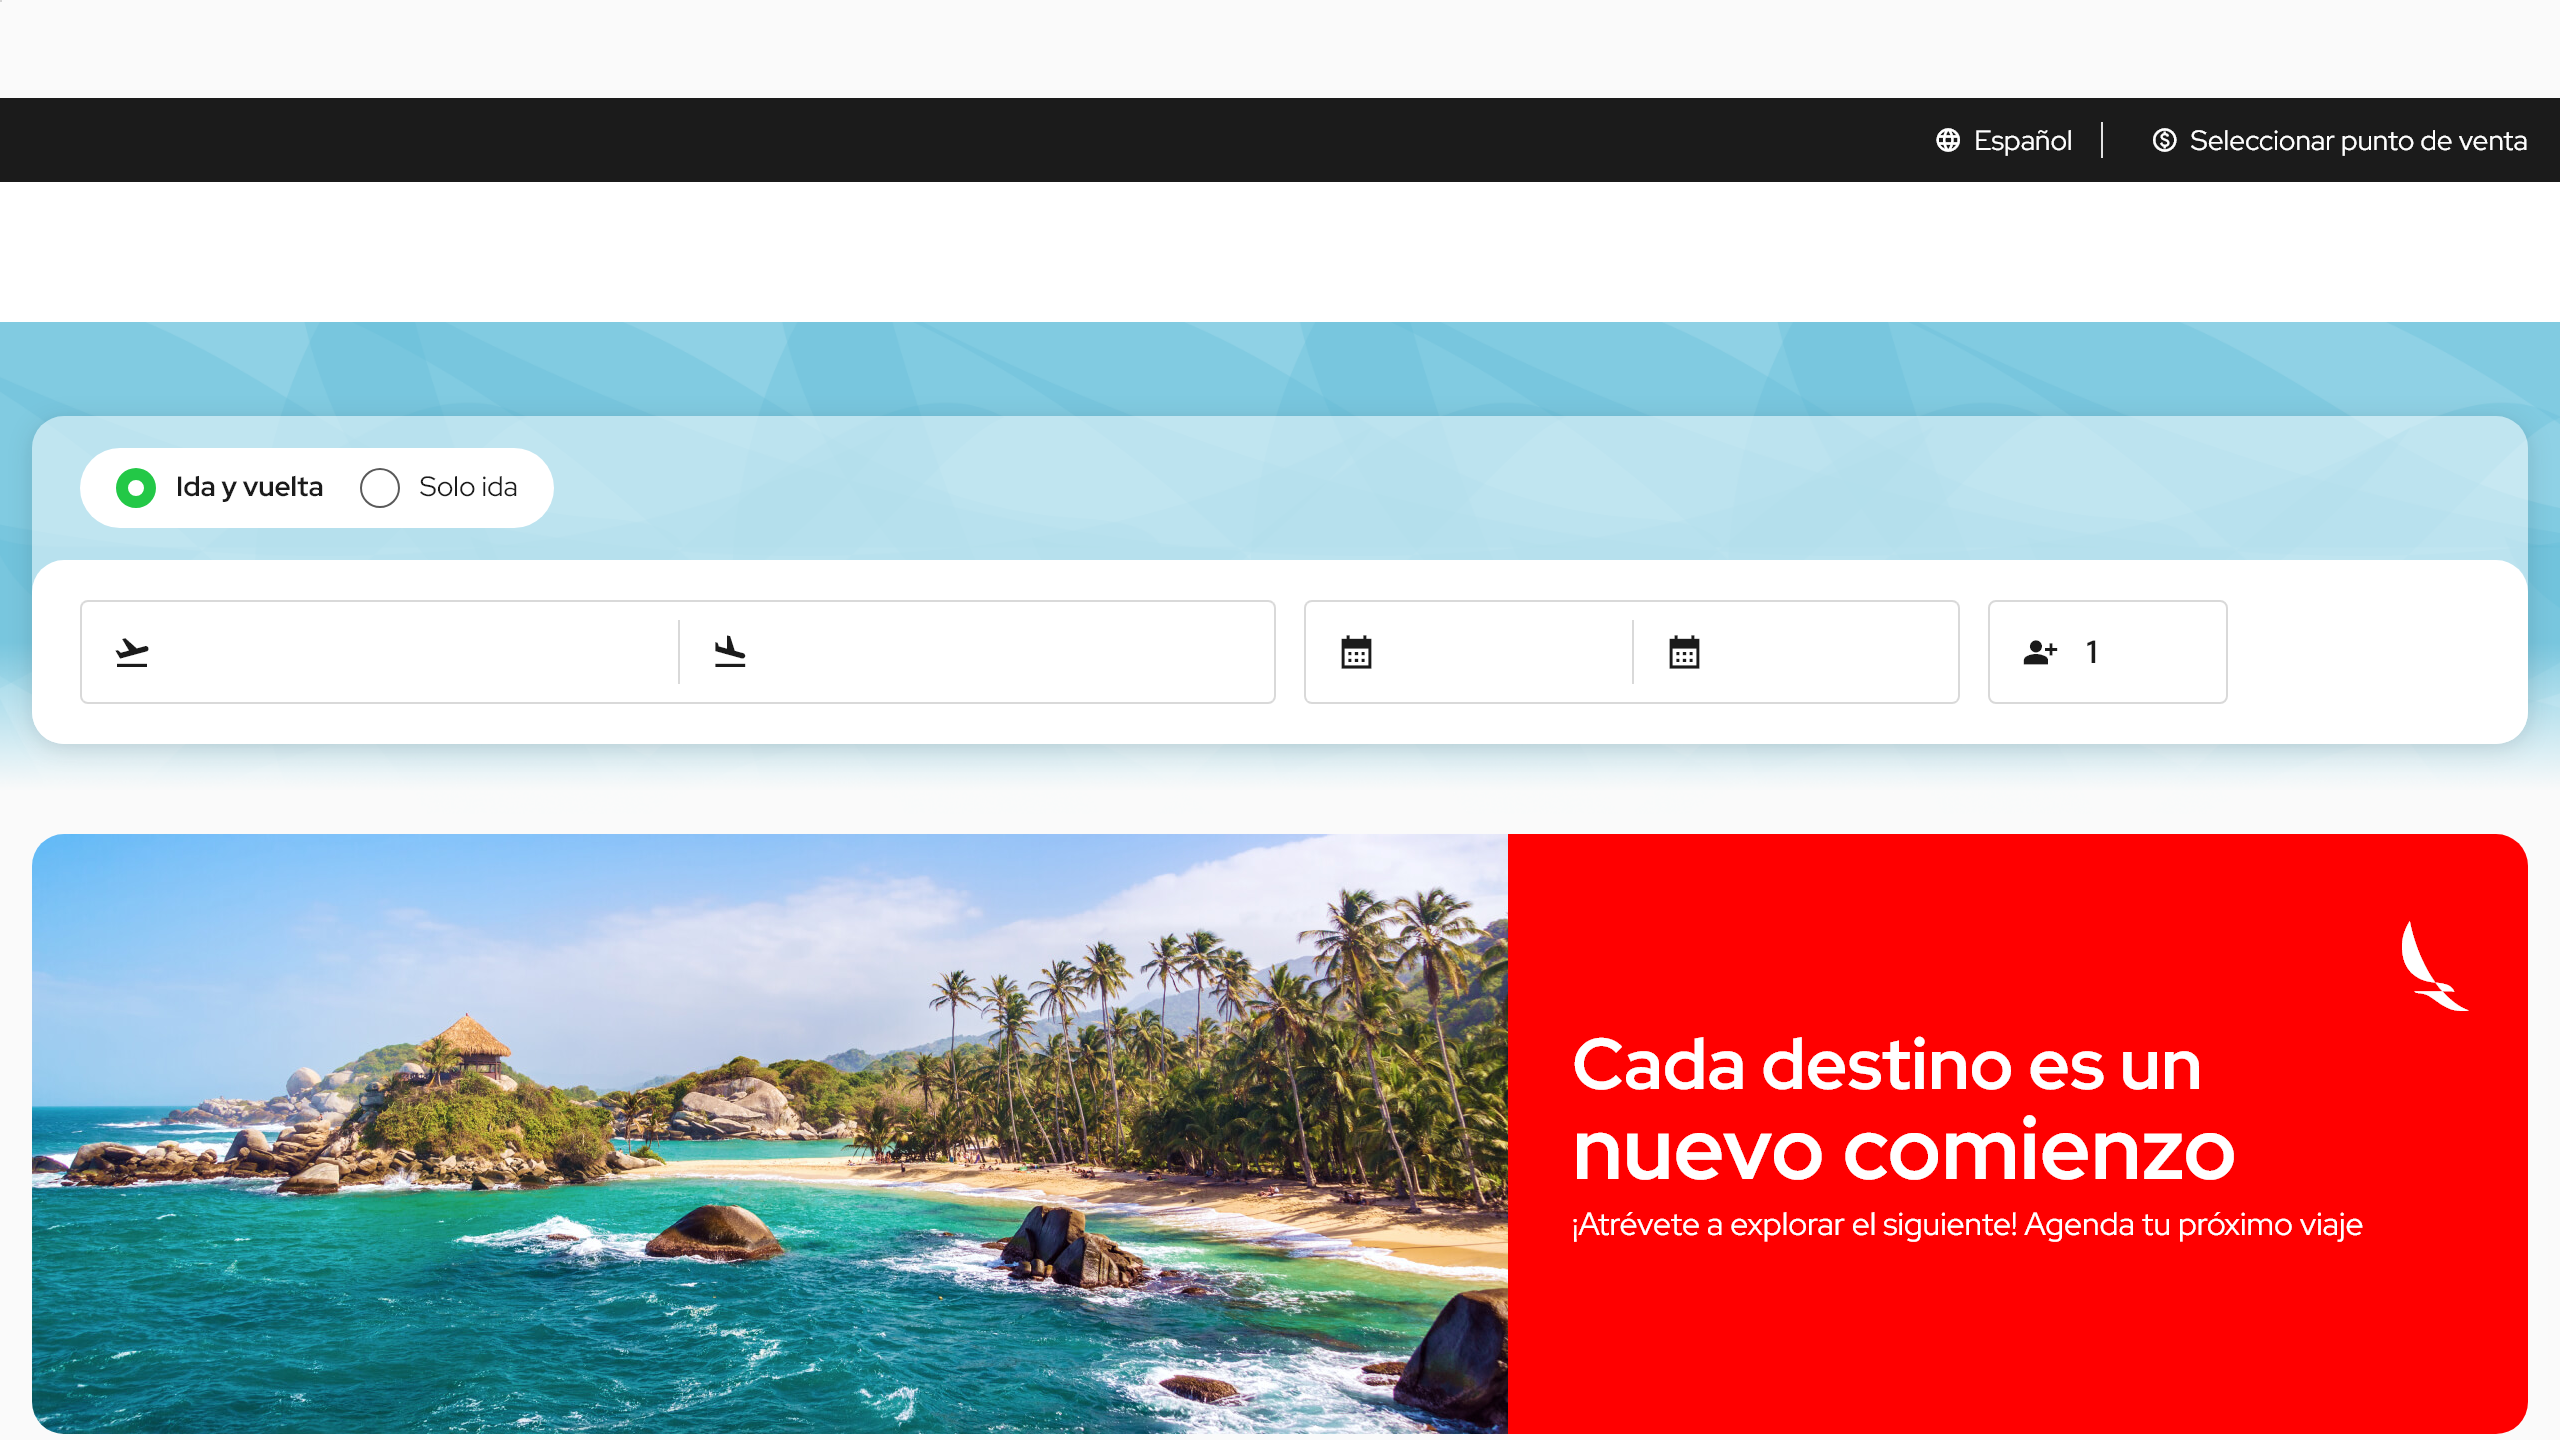 Español
Seleccionar punto de venta
Ida y vuelta
Solo ida
1
Cada destino es un
nuevo comienzo
¡Atrévete a explorar el siguiente! Agenda tu próximo viaje